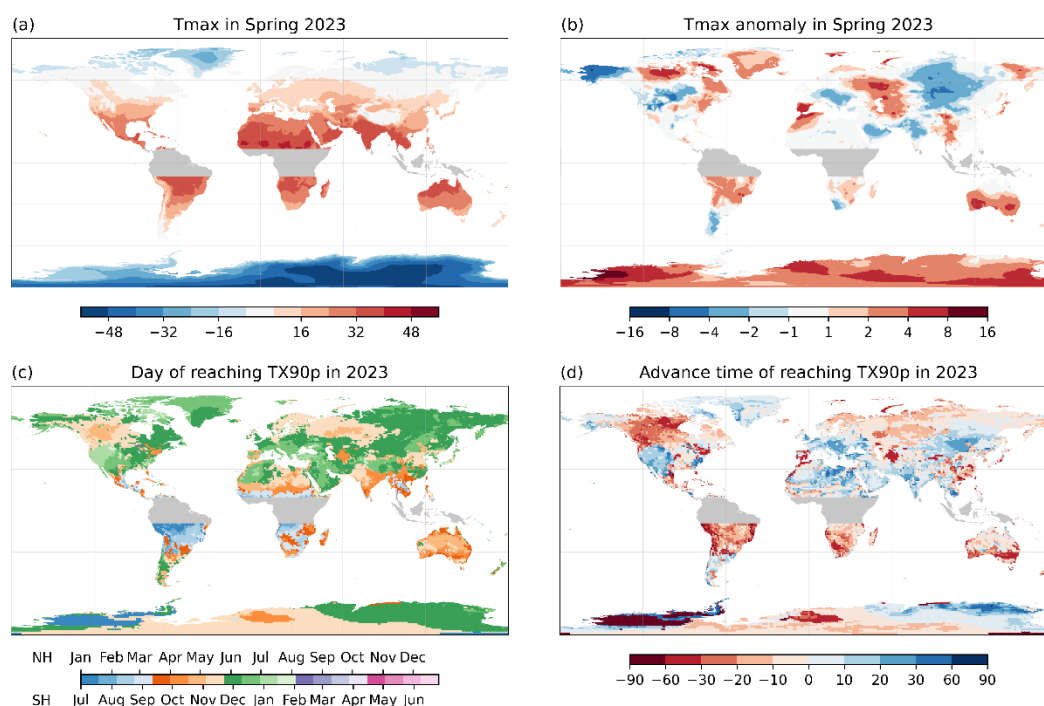 (a) Tmax in Spring 2023
(b) Tmax anomaly in Spring 2023
−48 −32 −16 16 32 48
−16 −8 −4 −2 −1 1 2 4 8 16
(c) Day of reaching TX90p in 2023
(d) Advance time of reaching TX90p in 2023
NH Jan Feb Mar Apr May Jun Jul Aug Sep Oct Nov Dec
SH Jul Aug Sep Oct Nov Dec Jan Feb Mar Apr May Jun
−90 −60 −30 −20 −10 0 10 20 30 60 90